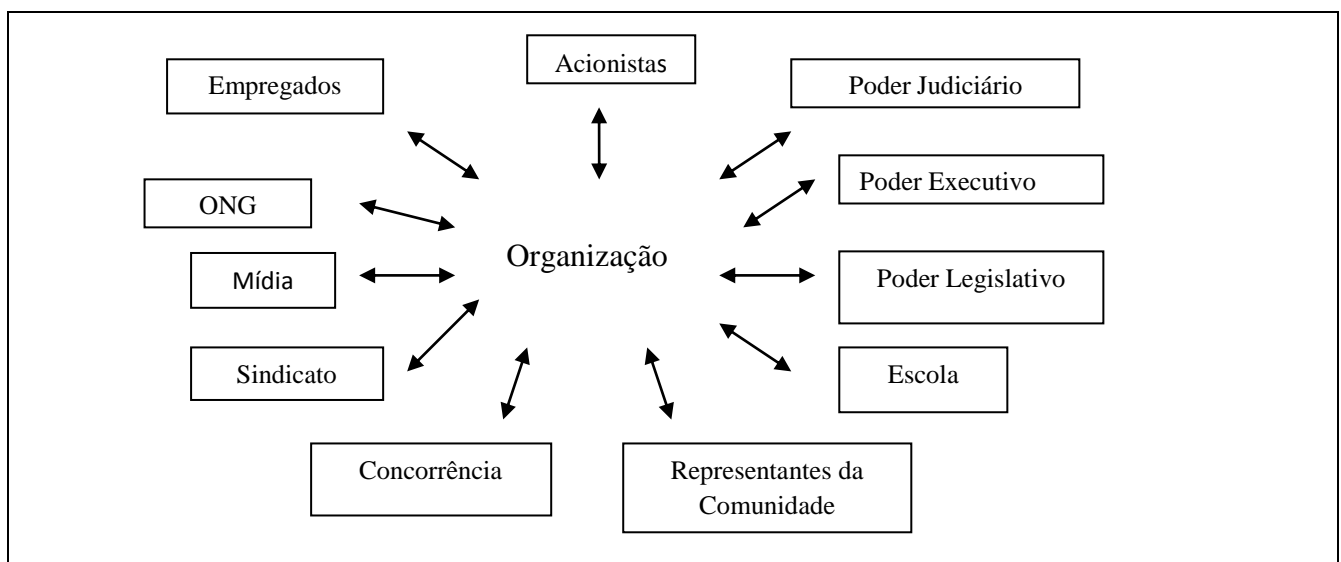 Acionistas
Empregados
Poder Judiciário
Poder Executivo
ONG
Organização
Mídia
Poder Legislativo
Sindicato
Escola
Concorrência
Representantes da
Comunidade